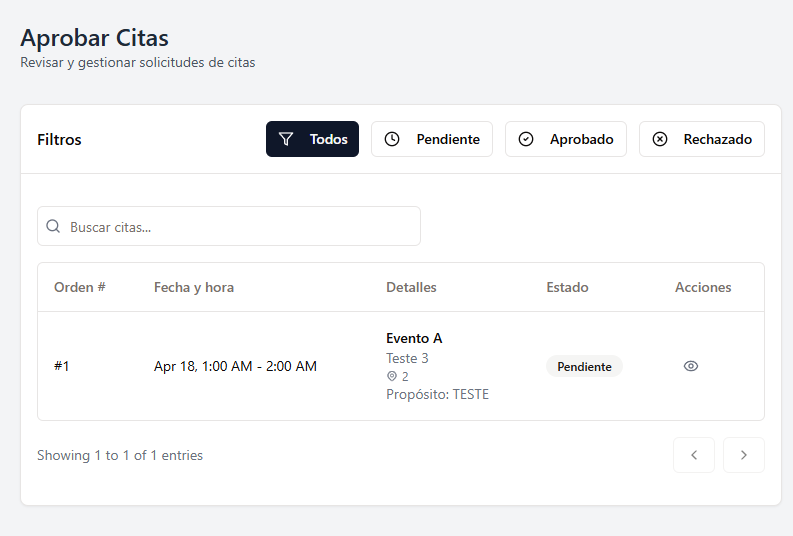 Aprobar Citas
Revisar y gestionar solicitudes de citas
Filtros
Todos
Pendiente
Aprobado
Rechazado
Buscar citas...
Orden # Fecha y hora Detalles Estado Acciones
#1 Apr 18, 1:00 AM - 2:00 AM
Evento A
Teste 3
2
Propósito: TESTE
Pendiente
Showing 1 to 1 of 1 entries